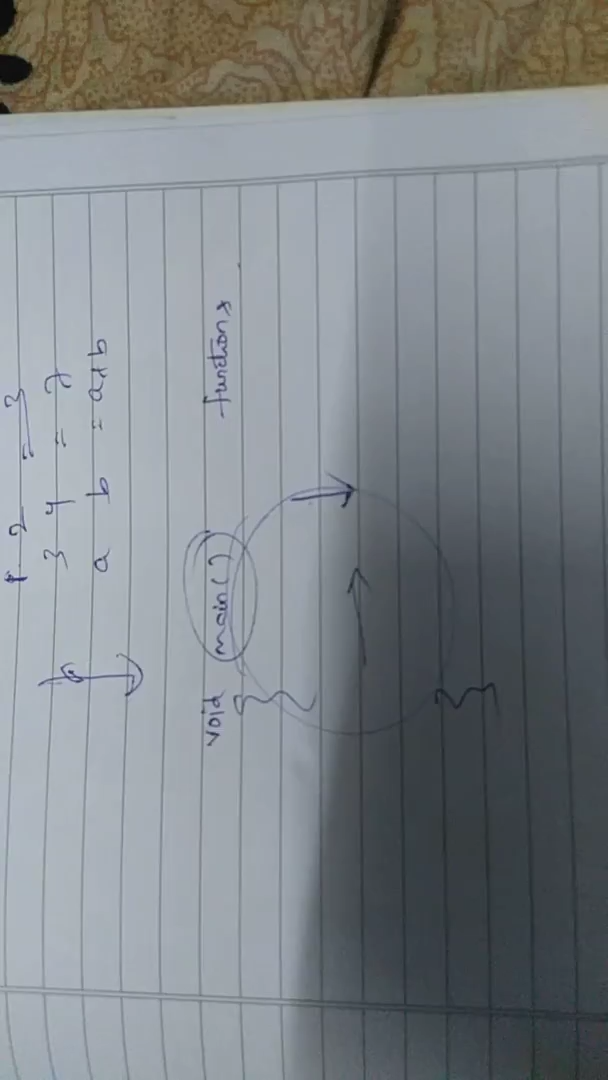 1 2 = 3
3 4 = 7
a b = a+b
void main() functions
{
}